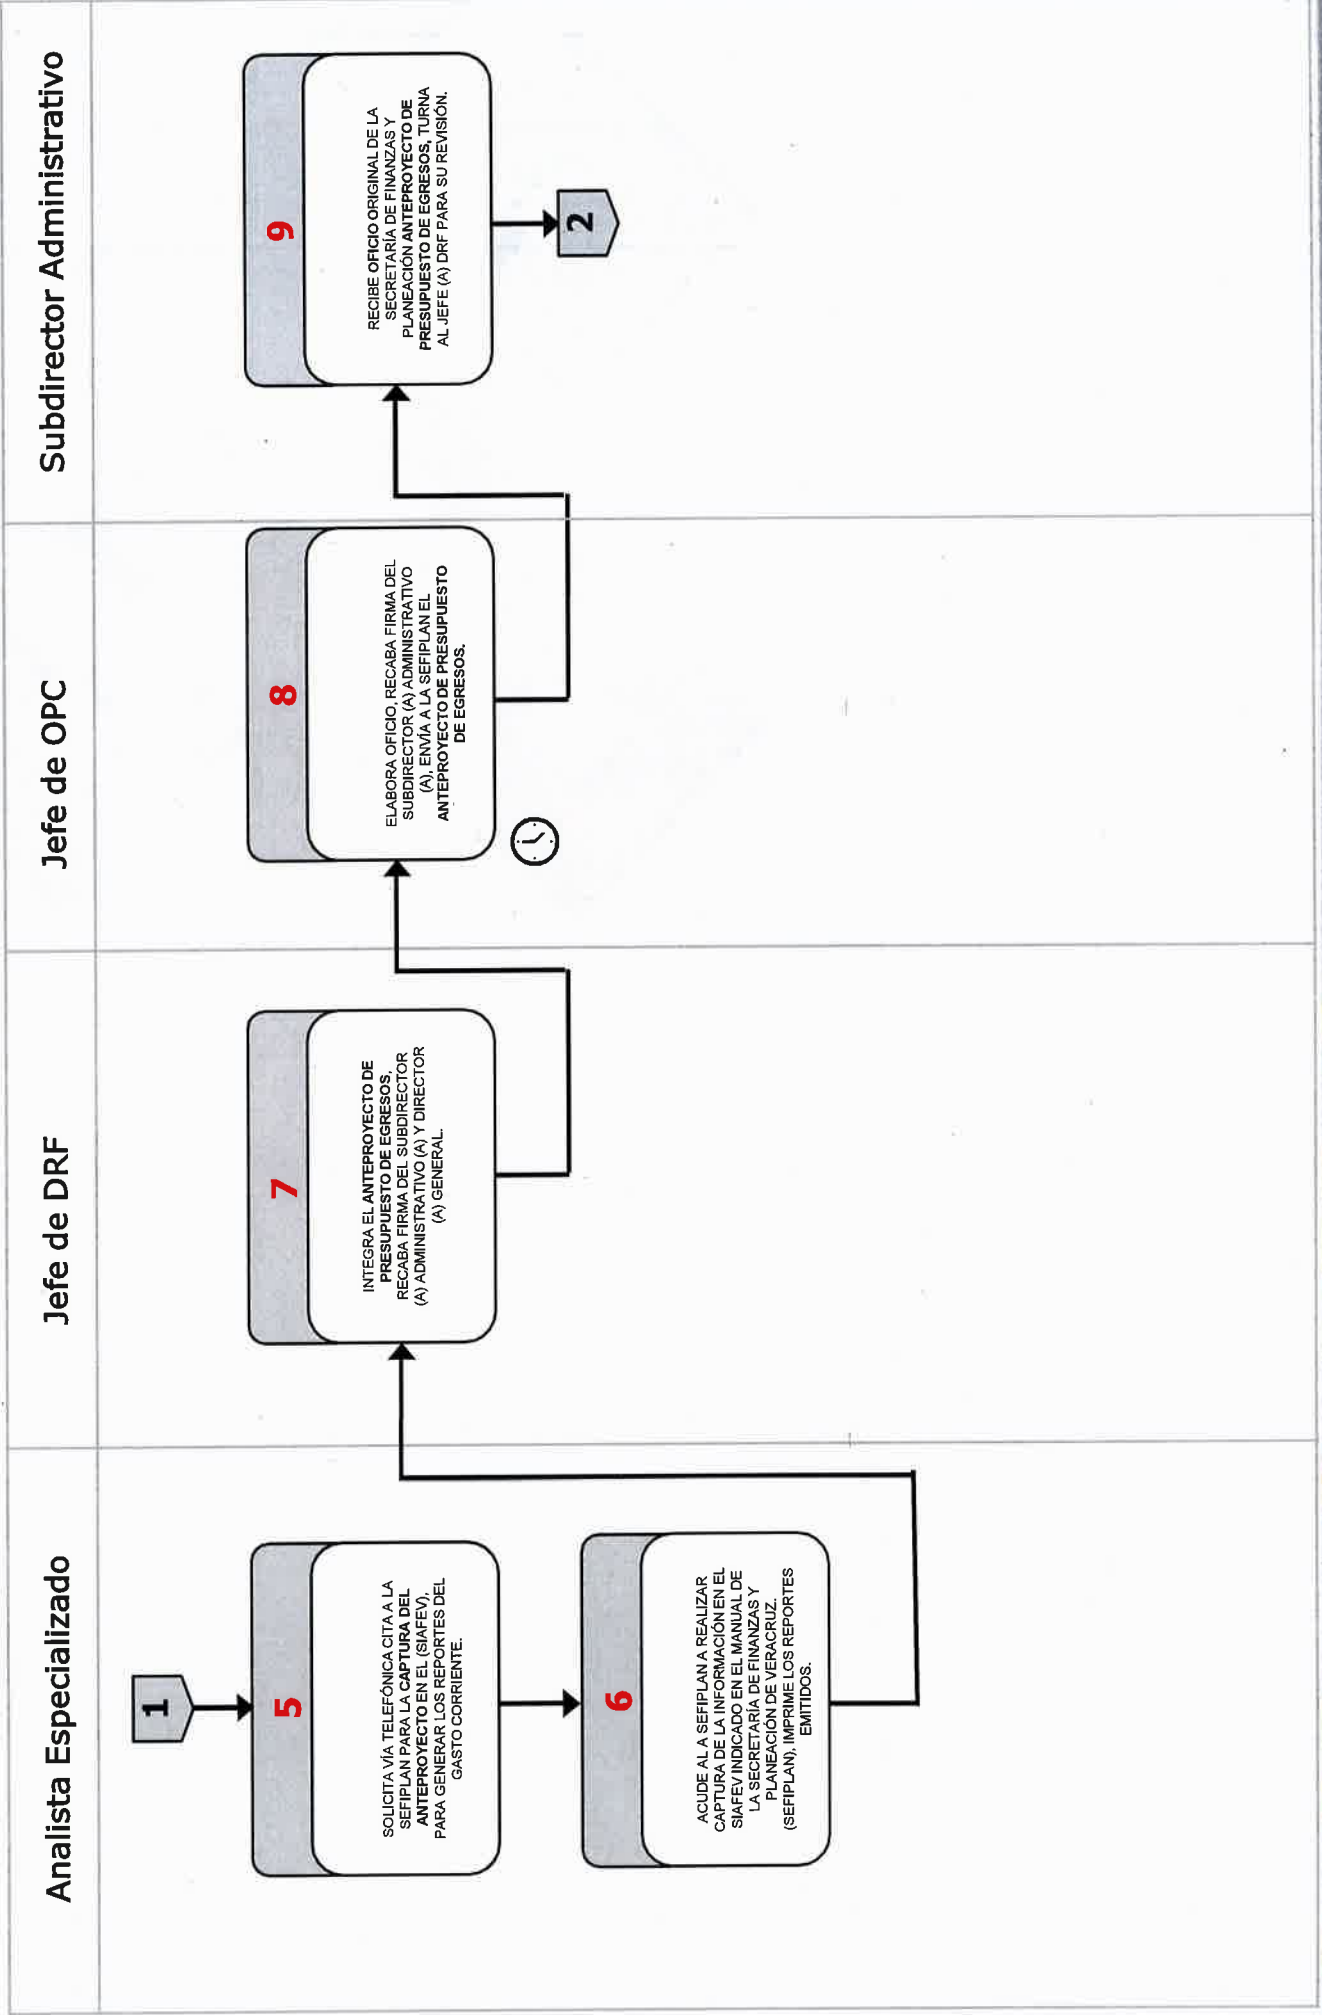 Analista Especializado
Jefe de DRF
Jefe de OPC
Subdirector Administrativo
1
5
SOLICITA VÍA TELEFÓNICA CITA A LA
SEFIPLAN PARA LA CAPTURA DEL
ANTEPROYECTO EN EL (SIAFEV),
PARA GENERAR LOS REPORTES DEL
GASTO CORRIENTE.
6
ACUDE AL A SEFIPLAN A REALIZAR
CAPTURA DE LA INFORMACIÓN EN EL
SIAFEV INDICADO EN EL MANUAL DE
LA SECRETARÍA DE FINANZAS Y
PLANEACIÓN DE VERACRUZ.
(SEFIPLAN), IMPRIME LOS REPORTES
EMITIDOS.
7
INTEGRA EL ANTEPROYECTO DE
PRESUPUESTO DE EGRESOS,
RECABA FIRMA DEL SUBDIRECTOR
(A) ADMINISTRATIVO (A) Y DIRECTOR
(A) GENERAL.
8
ELABORA OFICIO, RECABA FIRMA DEL
SUBDIRECTOR (A) ADMINISTRATIVO
(A), ENVÍA A LA SEFIPLAN EL
ANTEPROYECTO DE PRESUPUESTO
DE EGRESOS.
9
RECIBE OFICIO ORIGINAL DE LA
SECRETARÍA DE FINANZAS Y
PLANEACIÓN ANTEPROYECTO DE
PRESUPUESTO DE EGRESOS, TURNA
AL JEFE (A) DRF PARA SU REVISIÓN.
2